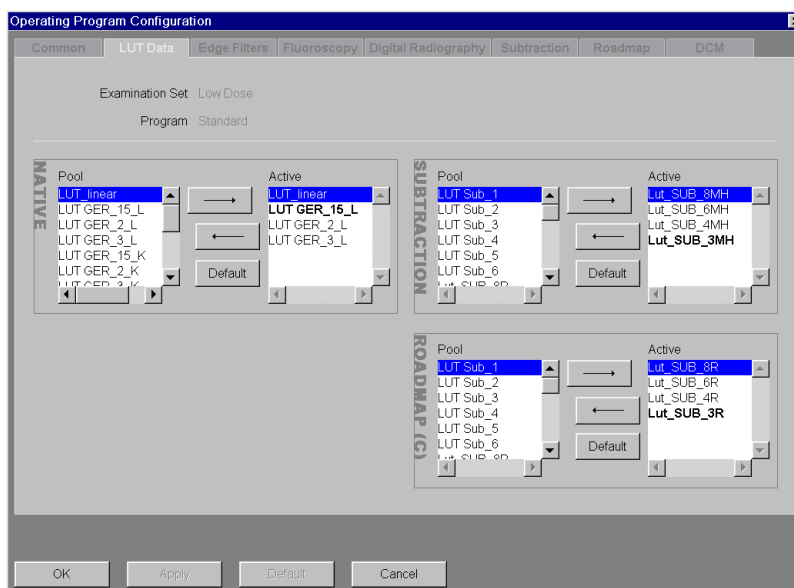 Operating Program Configuration
Common LUT Data Edge Filters Fluoroscopy Digital Radiography Subtraction Roadmap DCM
Examination Set Low Dose
Program Standard
NATIVE
Pool
LUT_linear
LUT GER_15_L
LUT GER_2_L
LUT GER_3_L
LUT GER_15_K
LUT GER_2_K
LUT GER_3_K
Default
Active
LUT_linear
LUT GER_15_L
LUT GER_2_L
LUT GER_3_L
SUBTRACTION
Pool
LUT Sub_1
LUT Sub_2
LUT Sub_3
LUT Sub_4
LUT Sub_5
LUT Sub_6
Lut_SUB_8R
Default
Active
Lut_SUB_8MH
Lut_SUB_6MH
Lut_SUB_4MH
Lut_SUB_3MH
ROADMAP (C)
Pool
LUT Sub_1
LUT Sub_2
LUT Sub_3
LUT Sub_4
LUT Sub_5
LUT Sub_6
Lut_SUB_8R
Default
Active
Lut_SUB_8R
Lut_SUB_6R
Lut_SUB_4R
Lut_SUB_3R
OK Apply Default Cancel